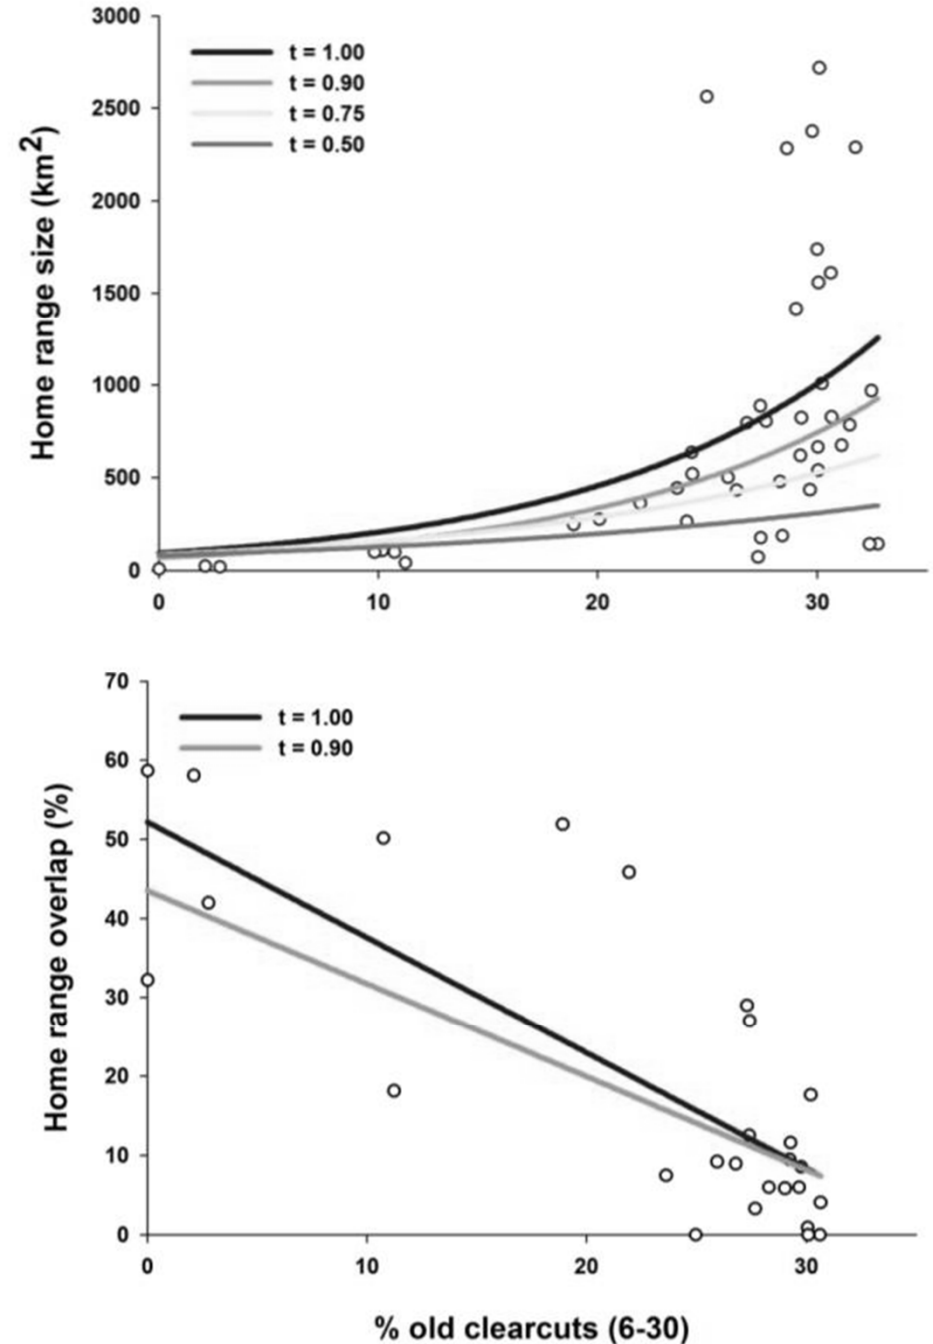 Home range size (km²)
3000
2500
2000
1500
1000
500
0
t = 1.00
t = 0.90
t = 0.75
t = 0.50
0 10 20 30
Home range overlap (%)
70
60
50
40
30
20
10
0
t = 1.00
t = 0.90
0 10 20 30
% old clearcuts (6-30)